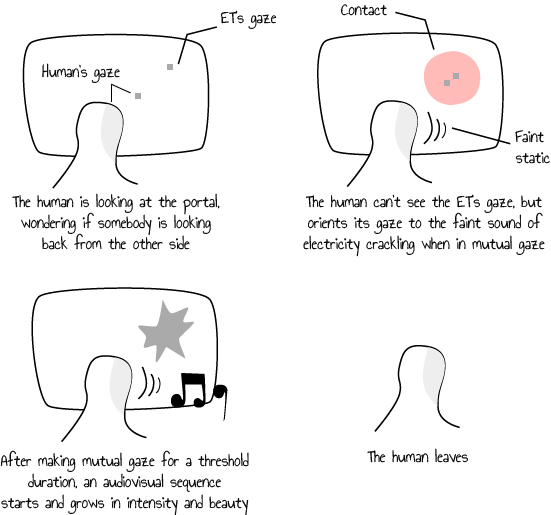 ET's gaze
Human's gaze
The human is looking at the portal,
wondering if somebody is looking
back from the other side
Contact
Faint
static
The human can't see the ET's gaze, but
orients its gaze to the faint sound of
electricity crackling when in mutual gaze
After making mutual gaze for a threshold
duration, an audiovisual sequence
starts and grows in intensity and beauty
The human leaves